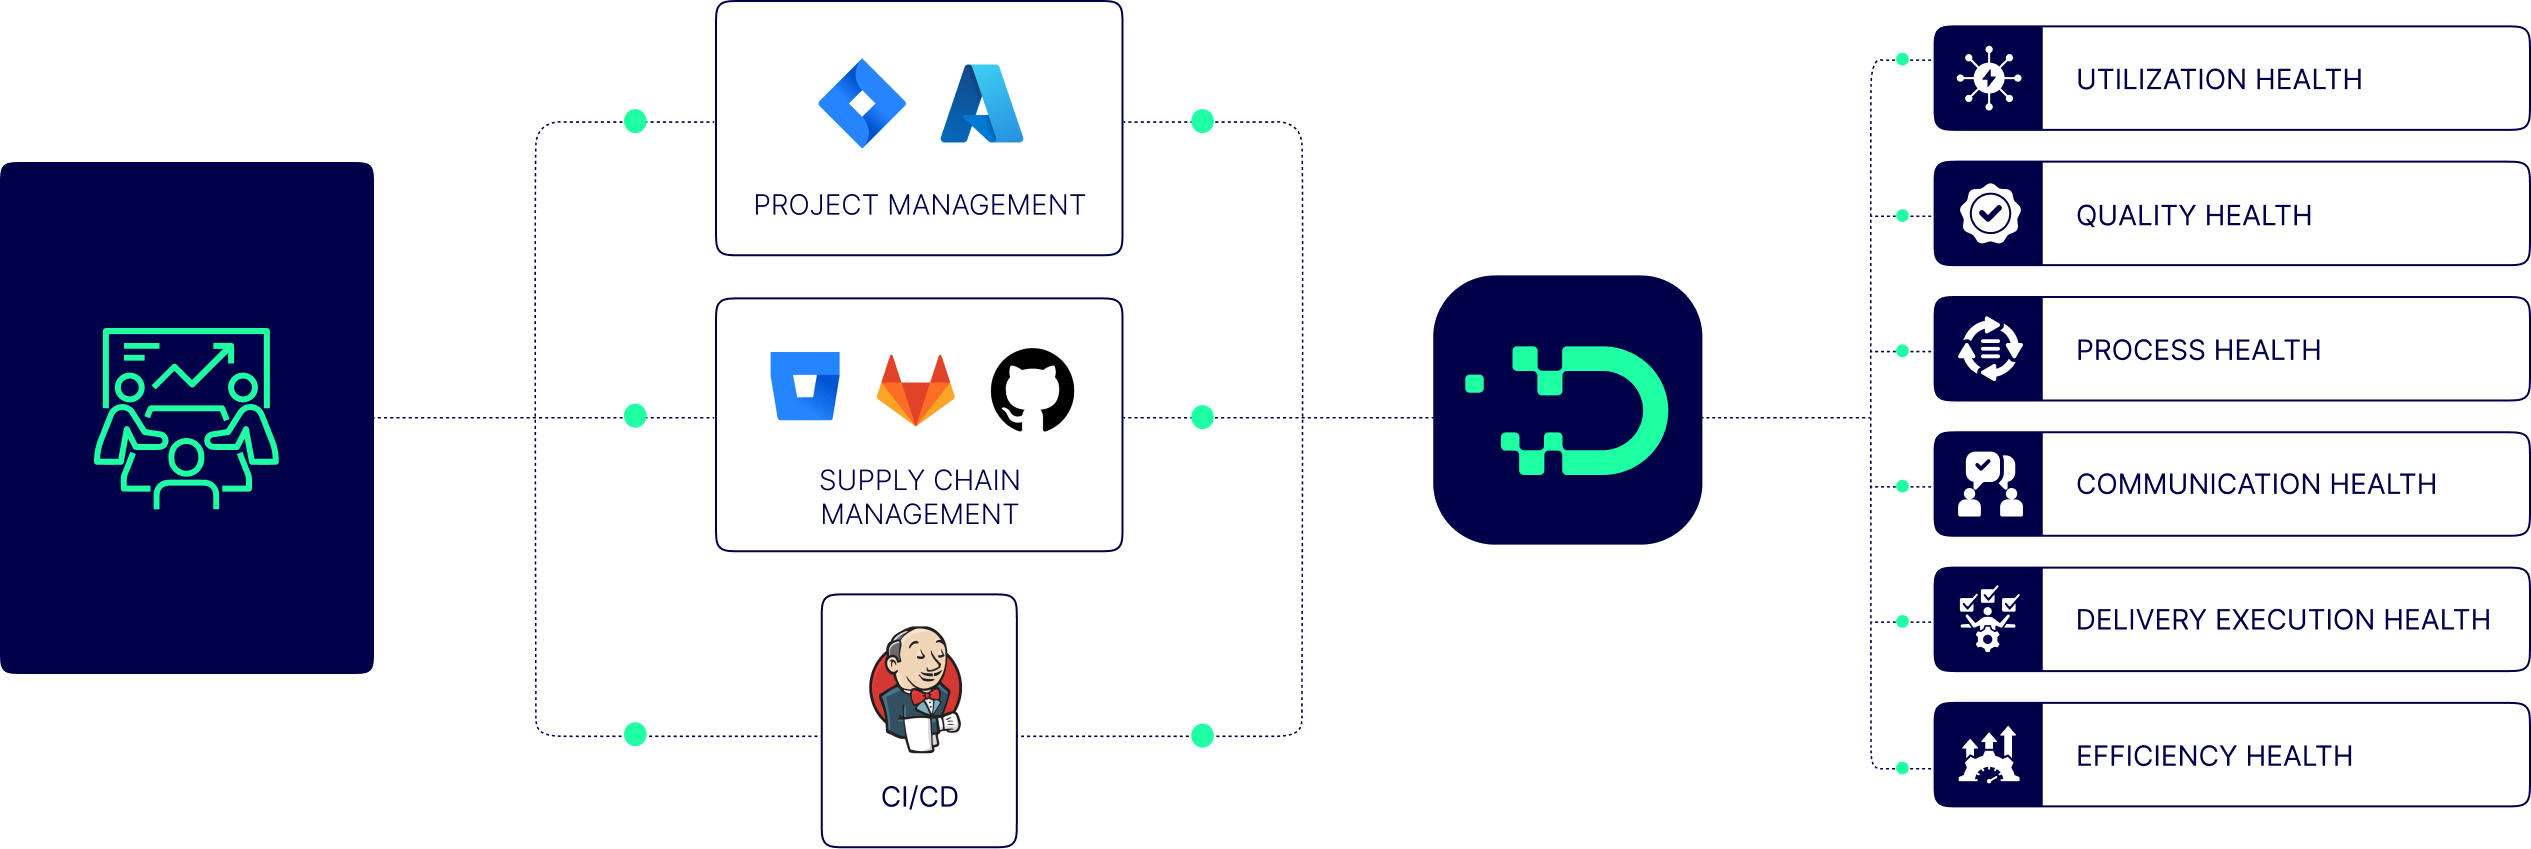 PROJECT MANAGEMENT
SUPPLY CHAIN
MANAGEMENT
CI/CD
UTILIZATION HEALTH
QUALITY HEALTH
PROCESS HEALTH
COMMUNICATION HEALTH
DELIVERY EXECUTION HEALTH
EFFICIENCY HEALTH